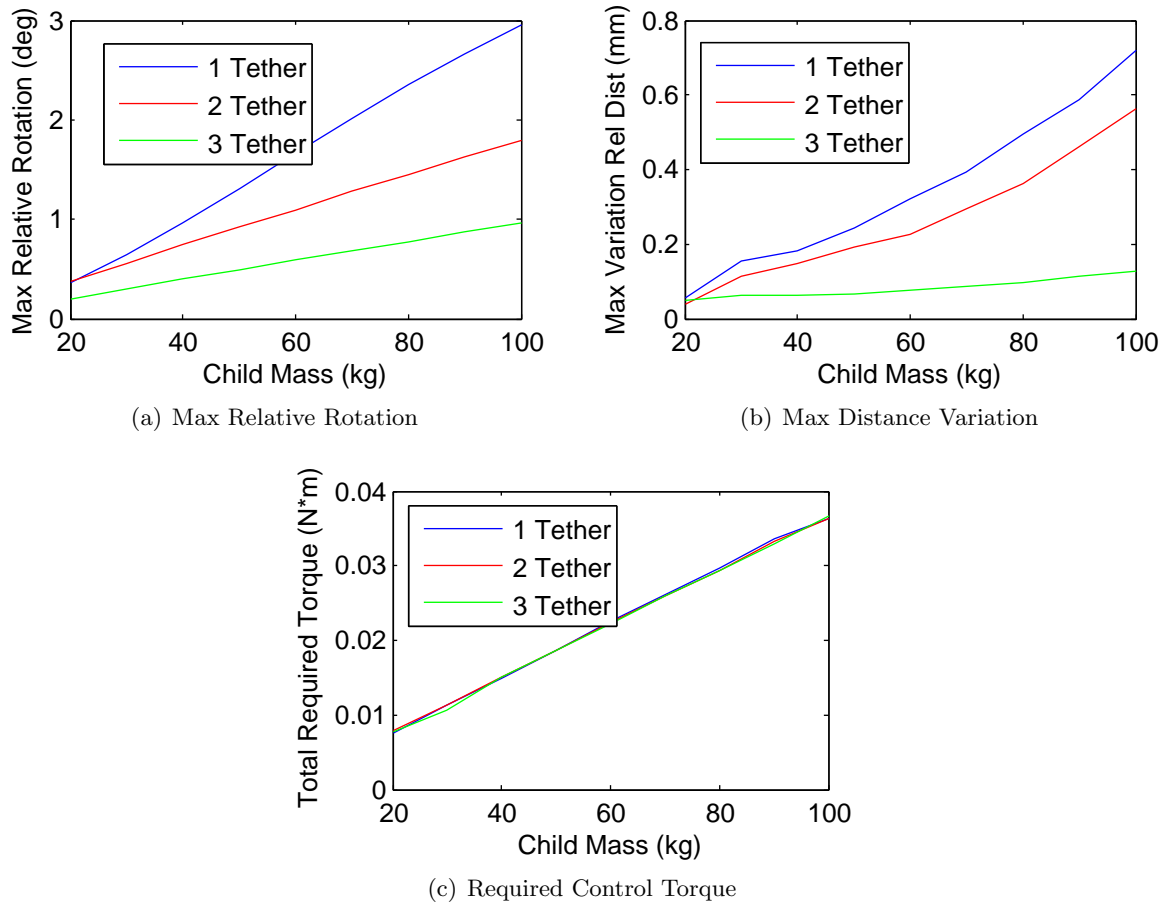 Max Relative Rotation (deg)
3
2
1
0
1 Tether
2 Tether
3 Tether
20 40 60 80 100
Child Mass (kg)
(a) Max Relative Rotation
Max Variation Rel Dist (mm)
0.8
0.6
0.4
0.2
0
1 Tether
2 Tether
3 Tether
20 40 60 80 100
Child Mass (kg)
(b) Max Distance Variation
Total Required Torque (N*m)
0.04
0.03
0.02
0.01
0
1 Tether
2 Tether
3 Tether
20 40 60 80 100
Child Mass (kg)
(c) Required Control Torque